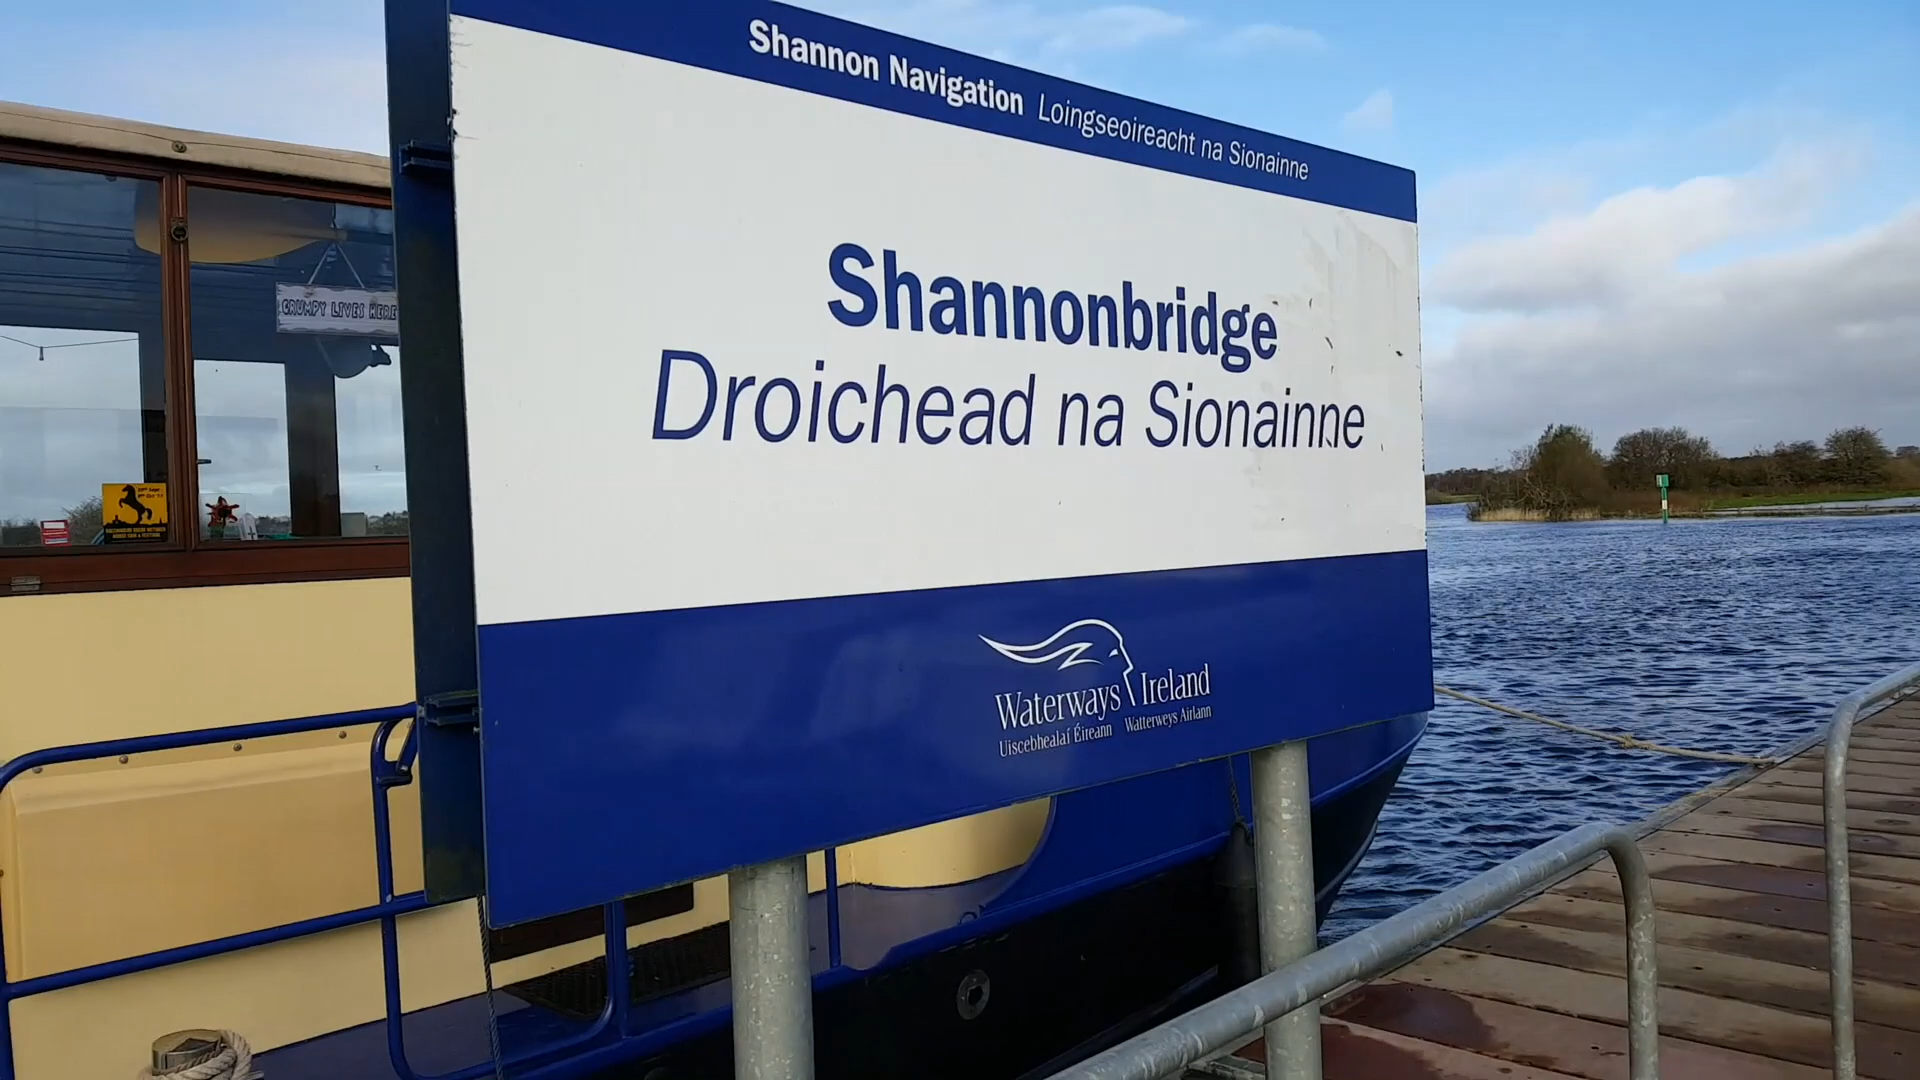 Shannon Navigation Loingseoireacht na Sionainne
Shannonbridge
Droichead na Sionainne
Waterways Ireland
Uiscebhealaí Éireann Watterweys Airlann
GRUMPY LIVES HERE